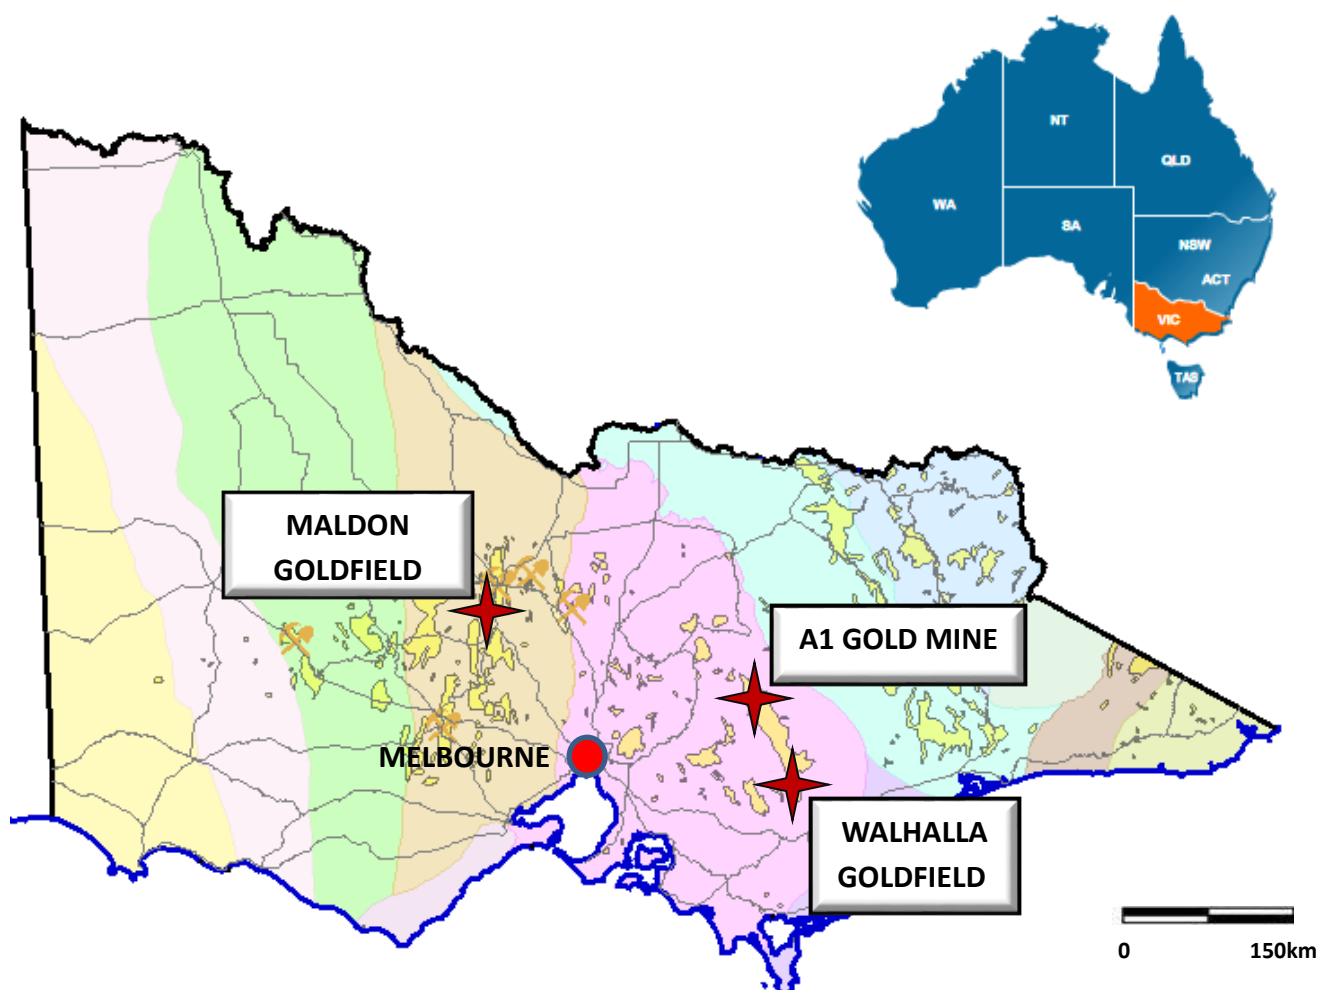 NT
QLD
WA
SA
NSW
ACT
VIC
TAS
MALDON
GOLDFIELD
A1 GOLD MINE
MELBOURNE
WALHALLA
GOLDFIELD
0 150km